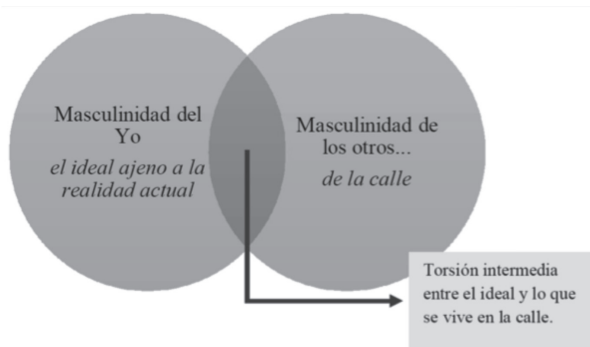 Masculinidad del
Yo
el ideal ajeno a la
realidad actual
Masculinidad de
los otros...
de la calle
Torsión intermedia
entre el ideal y lo que
se vive en la calle.